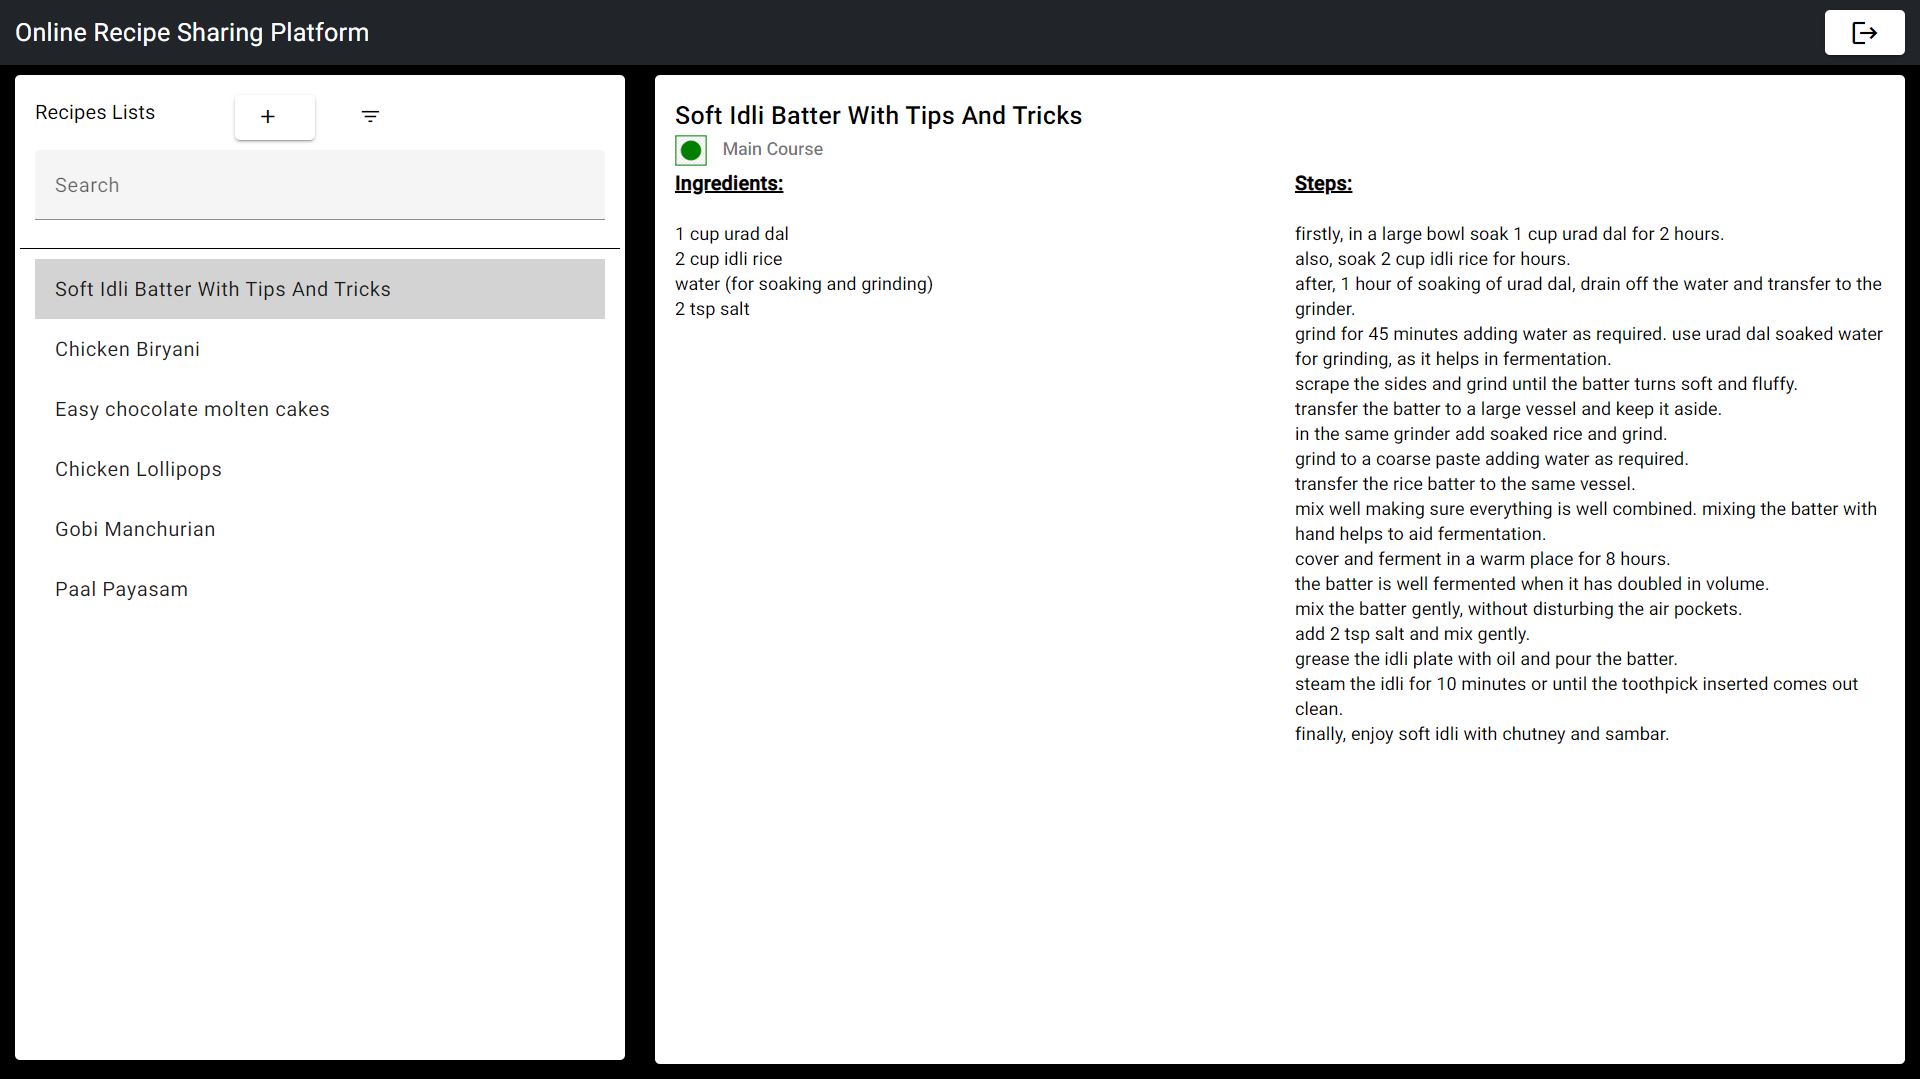 Online Recipe Sharing Platform
Recipes Lists
+
Search
Soft Idli Batter With Tips And Tricks
Chicken Biryani
Easy chocolate molten cakes
Chicken Lollipops
Gobi Manchurian
Paal Payasam
Soft Idli Batter With Tips And Tricks
Main Course
Ingredients:
1 cup urad dal
2 cup idli rice
water (for soaking and grinding)
2 tsp salt
Steps:
firstly, in a large bowl soak 1 cup urad dal for 2 hours.
also, soak 2 cup idli rice for hours.
after, 1 hour of soaking of urad dal, drain off the water and transfer to the
grinder.
grind for 45 minutes adding water as required. use urad dal soaked water
for grinding, as it helps in fermentation.
scrape the sides and grind until the batter turns soft and fluffy.
transfer the batter to a large vessel and keep it aside.
in the same grinder add soaked rice and grind.
grind to a coarse paste adding water as required.
transfer the rice batter to the same vessel.
mix well making sure everything is well combined. mixing the batter with
hand helps to aid fermentation.
cover and ferment in a warm place for 8 hours.
the batter is well fermented when it has doubled in volume.
mix the batter gently, without disturbing the air pockets.
add 2 tsp salt and mix gently.
grease the idli plate with oil and pour the batter.
steam the idli for 10 minutes or until the toothpick inserted comes out
clean.
finally, enjoy soft idli with chutney and sambar.